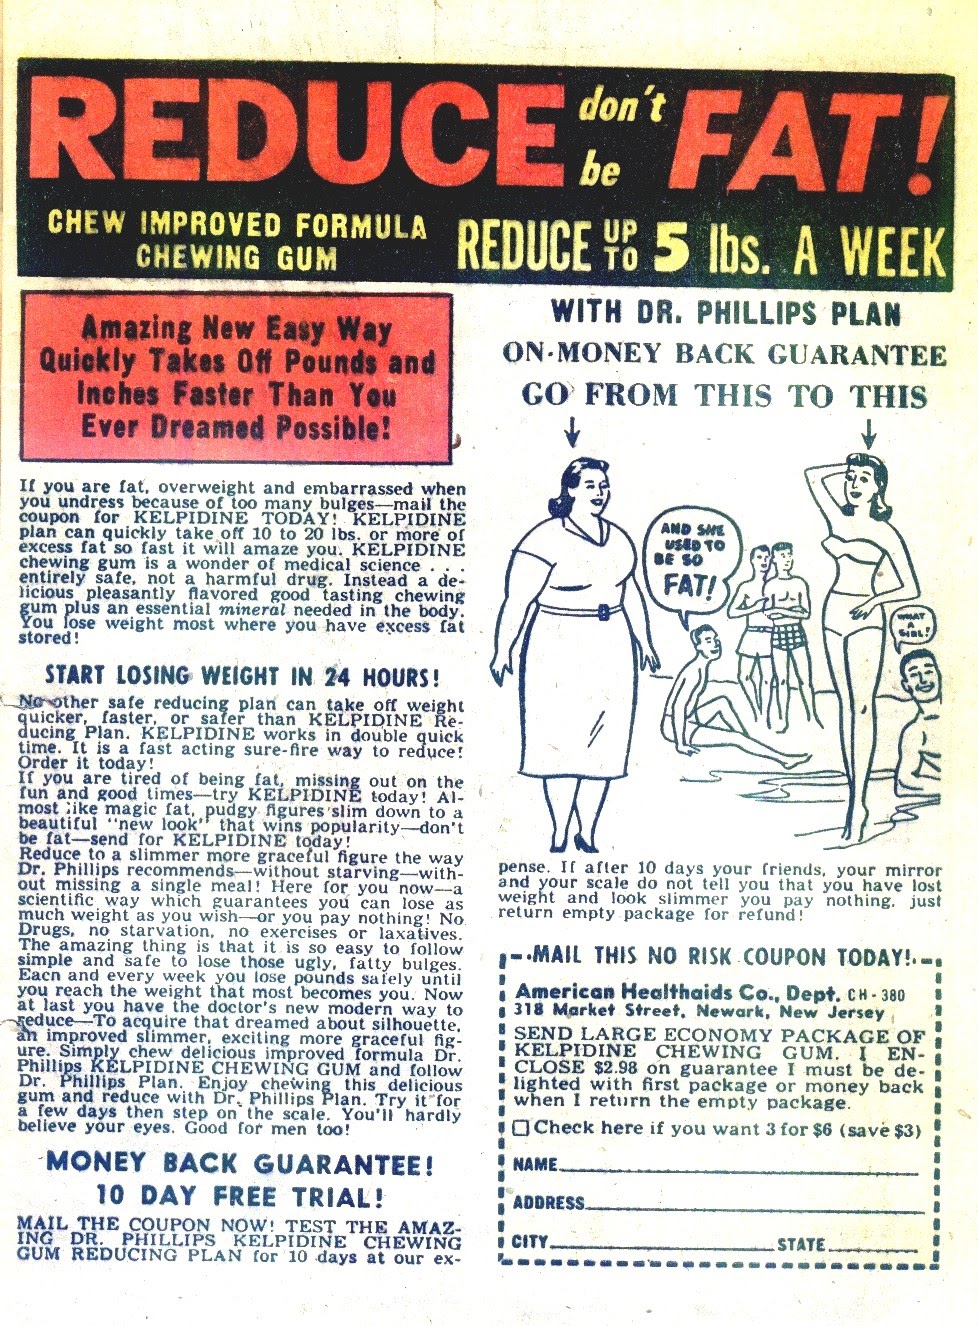 REDUCE don't be FAT!
CHEW IMPROVED FORMULA
CHEWING GUM
REDUCE UP TO 5 lbs. A WEEK
Amazing New Easy Way
Quickly Takes Off Pounds and
Inches Faster Than You
Ever Dreamed Possible!
If you are fat, overweight and embarrassed when
you undress because of too many bulges—mail the
coupon for KELPIDINE TODAY! KELPIDINE
plan can quickly take off 10 to 20 lbs. or more of
excess fat so fast it will amaze you. KELPIDINE
chewing gum is a wonder of medical science . . .
entirely safe, not a harmful drug. Instead a de-
licious pleasantly flavored good tasting chewing
gum plus an essential mineral needed in the body.
You lose weight most where you have excess fat
stored!
START LOSING WEIGHT IN 24 HOURS!
No other safe reducing plan can take off weight
quicker, faster, or safer than KELPIDINE Re-
ducing Plan. KELPIDINE works in double quick
time. It is a fast acting sure-fire way to reduce!
Order it today!
If you are tired of being fat, missing out on the
fun and good times—try KELPIDINE today! Al-
most like magic fat, pudgy figures slim down to a
beautiful "new look" that wins popularity—don't
be fat—send for KELPIDINE today!
Reduce to a slimmer more graceful figure the way
Dr. Phillips recommends—without starving—with-
out missing a single meal! Here for you now—a
scientific way which guarantees you can lose as
much weight as you wish—or you pay nothing! No
Drugs, no starvation, no exercises or laxatives.
The amazing thing is that it is so easy to follow
simple and safe to lose those ugly, fatty bulges.
Each and every week you lose pounds safely until
you reach the weight that most becomes you. Now
at last you have the doctor's new modern way to
reduce—To acquire that dreamed about silhouette,
an improved slimmer, exciting more graceful fig-
ure. Simply chew delicious improved formula Dr.
Phillips KELPIDINE CHEWING GUM and follow
Dr. Phillips Plan. Enjoy chewing this delicious
gum and reduce with Dr. Phillips Plan. Try it for
a few days then step on the scale. You'll hardly
believe your eyes. Good for men too!
MONEY BACK GUARANTEE!
10 DAY FREE TRIAL!
MAIL THE COUPON NOW! TEST THE AMAZ-
ING DR. PHILLIPS KELPIDINE CHEWING
GUM REDUCING PLAN for 10 days at our ex-
WITH DR. PHILLIPS PLAN
ON-MONEY BACK GUARANTEE
GO FROM THIS TO THIS
AND SHE
USED TO
BE SO
FAT!
WHAT
A
GIRL!
pense. If after 10 days your friends, your mirror
and your scale do not tell you that you have lost
weight and look slimmer you pay nothing. just
return empty package for refund!
MAIL THIS NO RISK COUPON TODAY!
American Healthaids Co., Dept. CH-380
318 Market Street, Newark, New Jersey
SEND LARGE ECONOMY PACKAGE OF
KELPIDINE CHEWING GUM. I EN-
CLOSE $2.98 on guarantee I must be de-
lighted with first package or money back
when I return the empty package.
Check here if you want 3 for $6 (save $3)
NAME
ADDRESS
CITY STATE